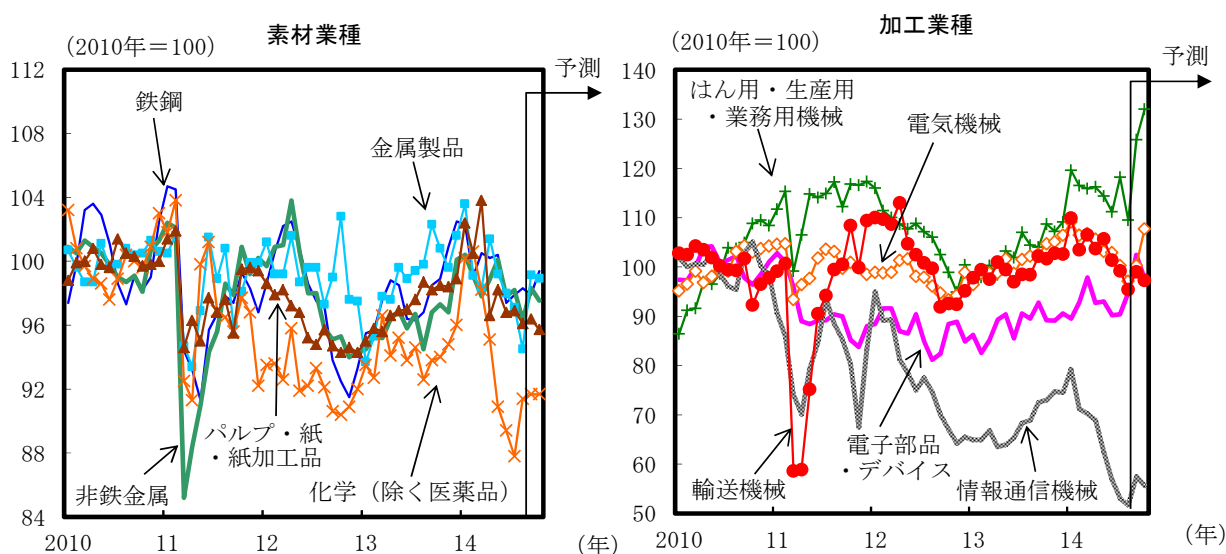 素材業種
(2010年＝100)
予測
112
108
104
100
96
92
88
84
鉄鋼
金属製品
パルプ・紙
・紙加工品
非鉄金属
化学（除く医薬品）
2010
11
12
13
14
(年)
加工業種
(2010年＝100)
予測
140
130
120
110
100
90
80
70
60
50
はん用・生産用
・業務用機械
電気機械
電子部品
・デバイス
輸送機械
情報通信機械
2010
11
12
13
14
(年)